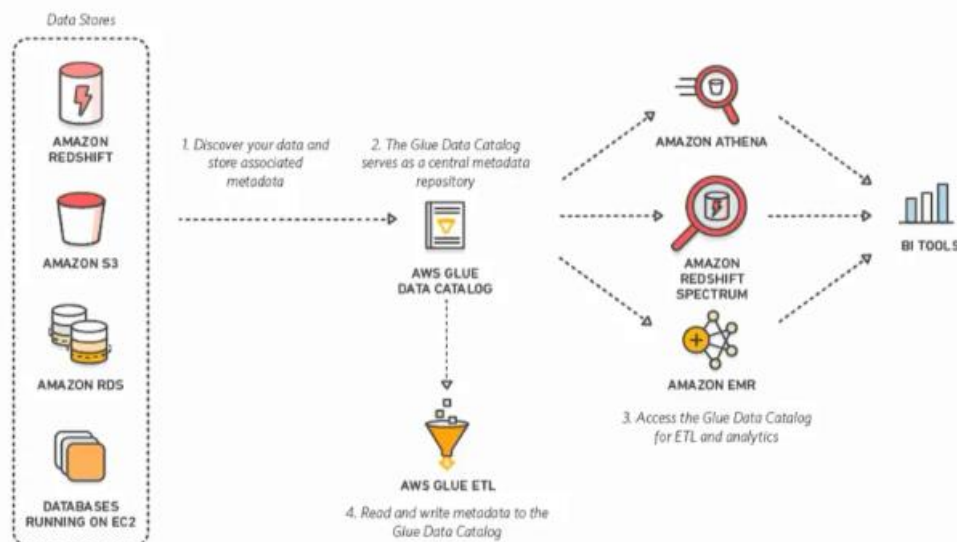 Data Stores
AMAZON
REDSHIFT
AMAZON S3
AMAZON RDS
DATABASES
RUNNING ON EC2
1. Discover your data and
store associated
metadata
2. The Glue Data Catalog
serves as a central metadata
repository
AWS GLUE
DATA CATALOG
AWS GLUE ETL
4. Read and write metadata to the
Glue Data Catalog
AMAZON ATHENA
AMAZON
REDSHIFT
SPECTRUM
AMAZON EMR
3. Access the Glue Data Catalog
for ETL and analytics
BI TOOLS